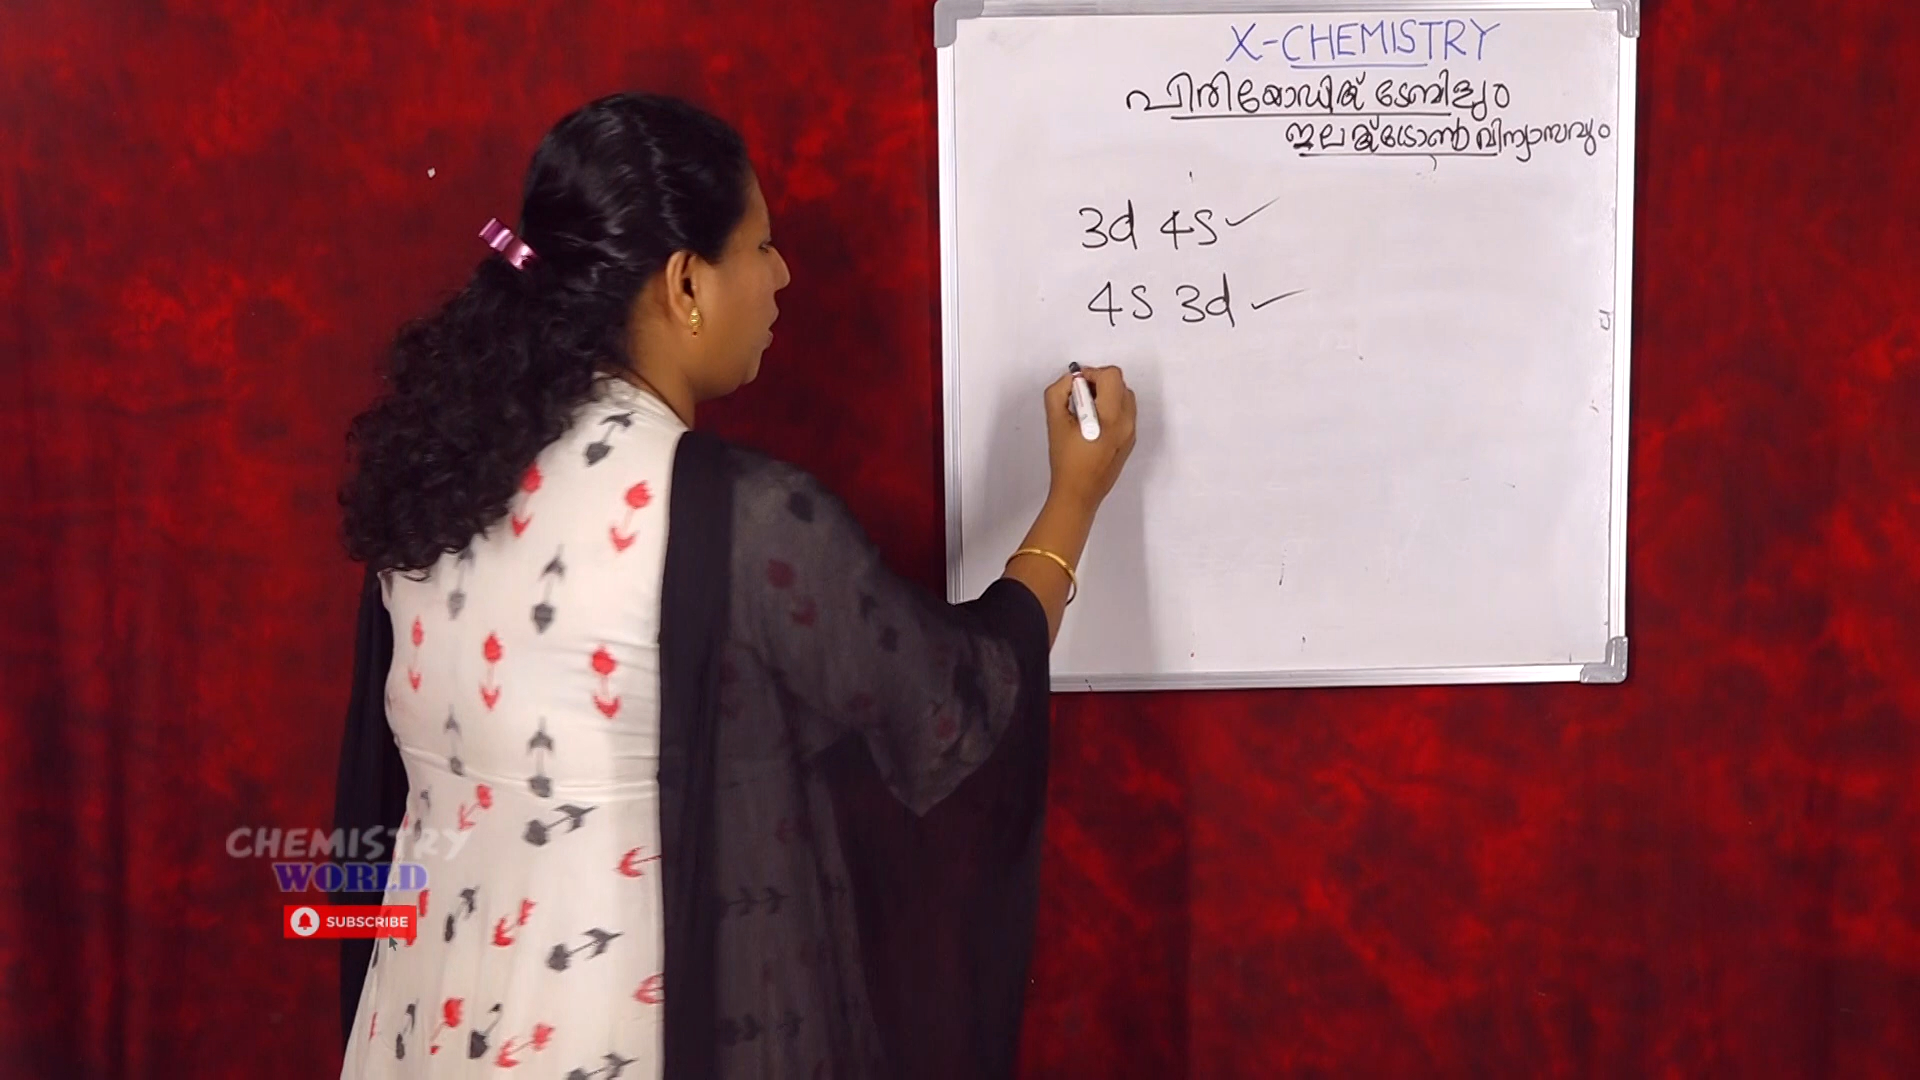 X-CHEMISTRY
പിരിയോഡിക് ടേബിളും
ഇലക്ട്രോൺ വിന്യാസവും
3d 4s ✓
4s 3d ✓
CHEMISTRY
WORLD
SUBSCRIBE